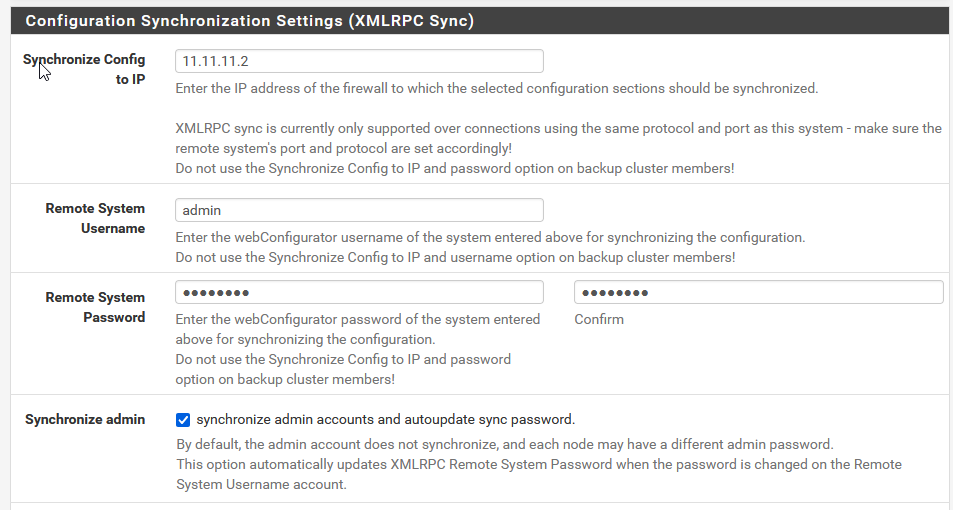 Configuration Synchronization Settings (XMLRPC Sync)
Synchronize Config
to IP
11.11.11.2
Enter the IP address of the firewall to which the selected configuration sections should be synchronized.
XMLRPC sync is currently only supported over connections using the same protocol and port as this system - make sure the
remote system's port and protocol are set accordingly!
Do not use the Synchronize Config to IP and password option on backup cluster members!
Remote System
Username
admin
Enter the webConfigurator username of the system entered above for synchronizing the configuration.
Do not use the Synchronize Config to IP and username option on backup cluster members!
Remote System
Password
●●●●●●●●
●●●●●●●●
Enter the webConfigurator password of the system entered
above for synchronizing the configuration.
Do not use the Synchronize Config to IP and password
option on backup cluster members!
Confirm
Synchronize admin
synchronize admin accounts and autoupdate sync password.
By default, the admin account does not synchronize, and each node may have a different admin password.
This option automatically updates XMLRPC Remote System Password when the password is changed on the Remote
System Username account.